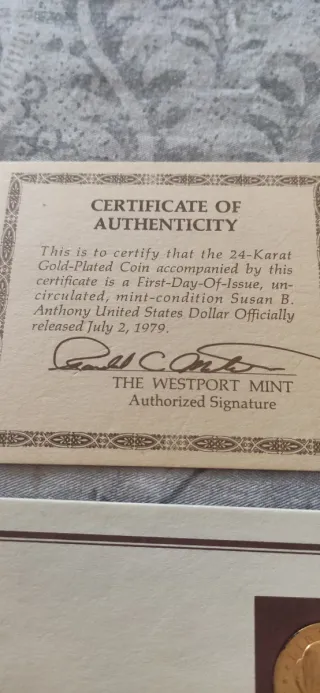 CERTIFICATE OF
AUTHENTICITY
This is to certify that the 24-Karat
Gold-Plated Coin accompanied by this
certificate is a First-Day-Of-Issue, un-
circulated, mint-condition Susan B.
Anthony United States Dollar Officially
released July 2, 1979.
THE WESTPORT MINT
Authorized Signature